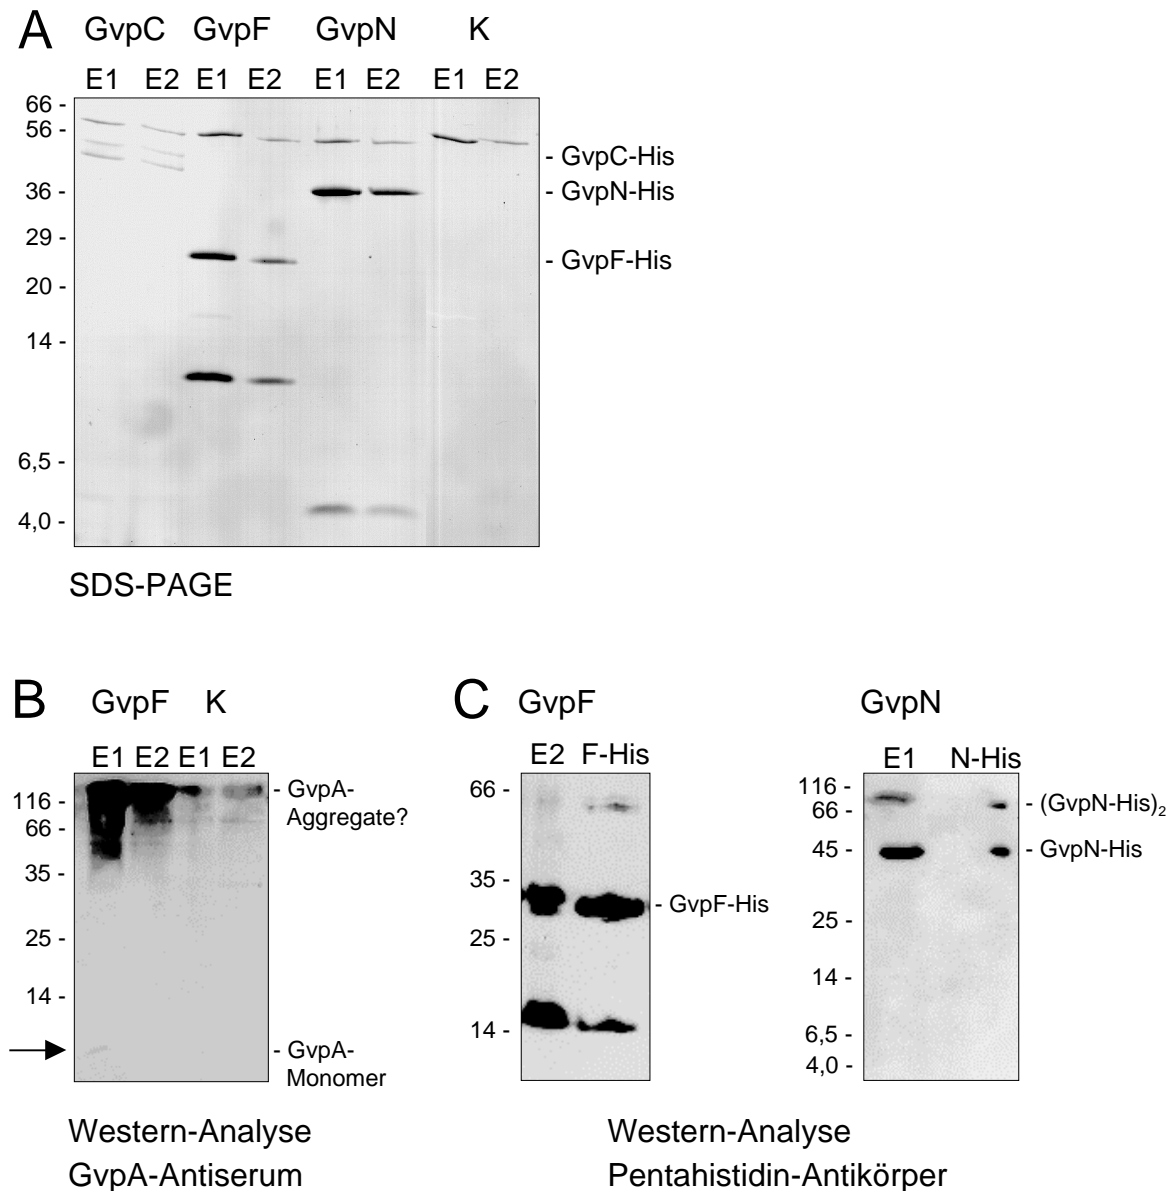 A
GvpC GvpF GvpN K
E1 E2 E1 E2 E1 E2 E1 E2
66 -
56 -
- GvpC-His
36 -
- GvpN-His
29 -
- GvpF-His
20 -
14 -
6,5 -
4,0 -
SDS-PAGE
B
GvpF K
E1 E2 E1 E2
- GvpA-
Aggregate?
116 -
66 -
35 -
25 -
14 -
- GvpA-
Monomer
Western-Analyse
GvpA-Antiserum
C
GvpF
E2 F-His
66 -
35 -
- GvpF-His
25 -
14 -
GvpN
E1 N-His
116 -
66 -
- (GvpN-His)2
45 -
- GvpN-His
25 -
14 -
6,5 -
4,0 -
Western-Analyse
Pentahistidin-Antikörper